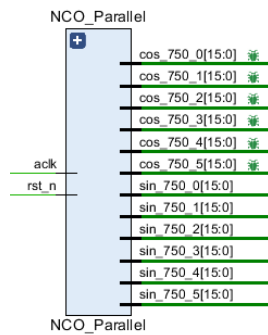 NCO_Parallel
cos_750_0[15:0]
cos_750_1[15:0]
cos_750_2[15:0]
cos_750_3[15:0]
cos_750_4[15:0]
aclk cos_750_5[15:0]
rst_n sin_750_0[15:0]
sin_750_1[15:0]
sin_750_2[15:0]
sin_750_3[15:0]
sin_750_4[15:0]
sin_750_5[15:0]
NCO_Parallel